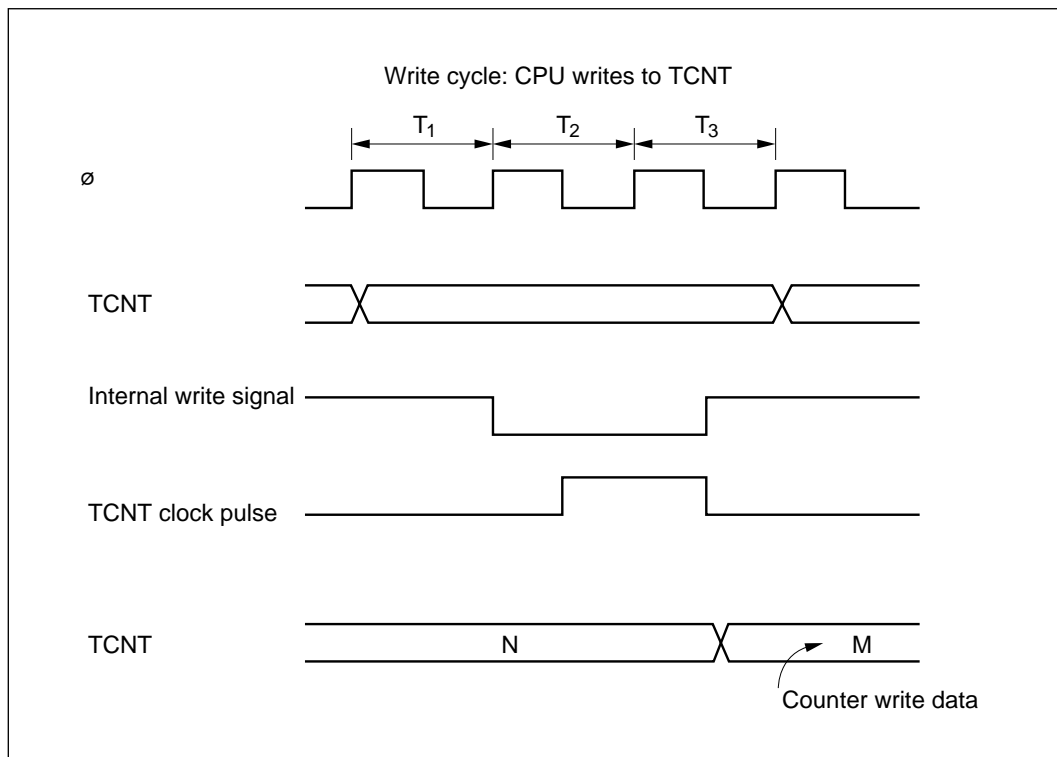 Write cycle: CPU writes to TCNT
T1 T2 T3
ø
TCNT
Internal write signal
TCNT clock pulse
TCNT N M
Counter write data